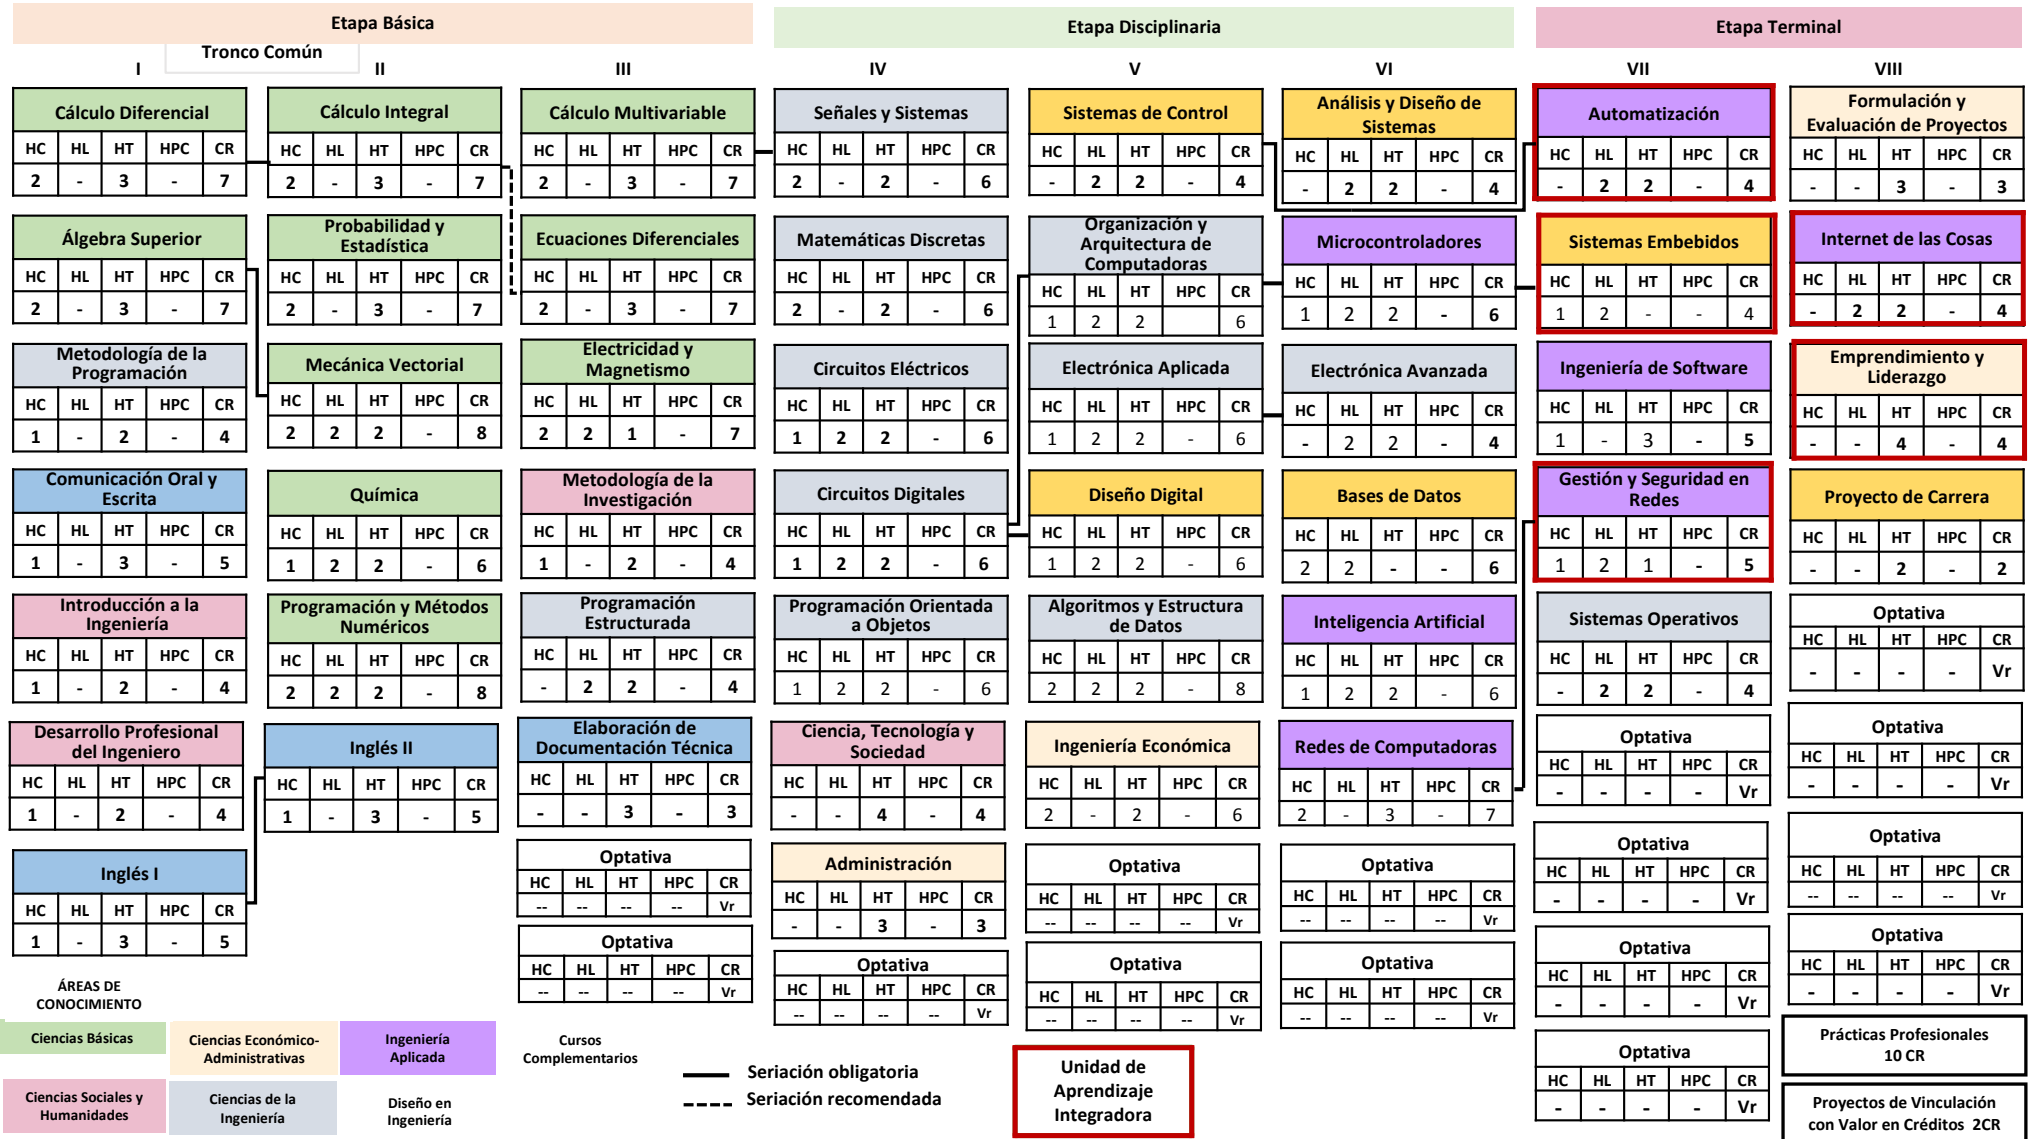 Etapa Básica
Etapa Disciplinaria
Etapa Terminal
Tronco Común
I
II
III
IV
V
VI
VII
VIII
Cálculo Diferencial
HC HL HT HPC CR
2 - 3 - 7
Álgebra Superior
HC HL HT HPC CR
2 - 3 - 7
Metodología de la
Programación
HC HL HT HPC CR
1 - 2 - 4
Comunicación Oral y
Escrita
HC HL HT HPC CR
1 - 3 - 5
Introducción a la
Ingeniería
HC HL HT HPC CR
1 - 2 - 4
Desarrollo Profesional
del Ingeniero
HC HL HT HPC CR
1 - 2 - 4
Inglés I
HC HL HT HPC CR
1 - 3 - 5
Cálculo Integral
HC HL HT HPC CR
2 - 3 - 7
Probabilidad y
Estadística
HC HL HT HPC CR
2 - 3 - 7
Mecánica Vectorial
HC HL HT HPC CR
2 2 2 - 8
Química
HC HL HT HPC CR
1 2 2 - 6
Programación y Métodos
Numéricos
HC HL HT HPC CR
2 2 2 - 8
Inglés II
HC HL HT HPC CR
1 - 3 - 5
Cálculo Multivariable
HC HL HT HPC CR
2 - 3 - 7
Ecuaciones Diferenciales
HC HL HT HPC CR
2 - 3 - 7
Electricidad y
Magnetismo
HC HL HT HPC CR
2 2 1 - 7
Metodología de la
Investigación
HC HL HT HPC CR
1 - 2 - 4
Programación
Estructurada
HC HL HT HPC CR
- 2 2 - 4
Elaboración de
Documentación Técnica
HC HL HT HPC CR
- - 3 - 3
Optativa
HC HL HT HPC CR
-- -- -- -- Vr
Optativa
HC HL HT HPC CR
-- -- -- -- Vr
Señales y Sistemas
HC HL HT HPC CR
2 - 2 - 6
Matemáticas Discretas
HC HL HT HPC CR
2 - 2 - 6
Circuitos Eléctricos
HC HL HT HPC CR
1 2 2 - 6
Circuitos Digitales
HC HL HT HPC CR
1 2 2 - 6
Programación Orientada
a Objetos
HC HL HT HPC CR
1 2 2 - 6
Ciencia, Tecnología y
Sociedad
HC HL HT HPC CR
- - 4 - 4
Administración
HC HL HT HPC CR
- - 3 - 3
Optativa
HC HL HT HPC CR
-- -- -- -- Vr
Sistemas de Control
HC HL HT HPC CR
- 2 2 - 4
Organización y
Arquitectura de
Computadoras
HC HL HT HPC CR
1 2 2 6
Electrónica Aplicada
HC HL HT HPC CR
1 2 2 - 6
Diseño Digital
HC HL HT HPC CR
1 2 2 - 6
Algoritmos y Estructura
de Datos
HC HL HT HPC CR
2 2 2 - 8
Ingeniería Económica
HC HL HT HPC CR
2 - 2 - 6
Optativa
HC HL HT HPC CR
-- -- -- -- Vr
Optativa
HC HL HT HPC CR
-- -- -- -- Vr
Análisis y Diseño de
Sistemas
HC HL HT HPC CR
- 2 2 - 4
Microcontroladores
HC HL HT HPC CR
1 2 2 - 6
Electrónica Avanzada
HC HL HT HPC CR
- 2 2 - 4
Bases de Datos
HC HL HT HPC CR
2 2 - - 6
Inteligencia Artificial
HC HL HT HPC CR
1 2 2 - 6
Redes de Computadoras
HC HL HT HPC CR
2 - 3 - 7
Optativa
HC HL HT HPC CR
-- -- -- -- Vr
Optativa
HC HL HT HPC CR
-- -- -- -- Vr
Automatización
HC HL HT HPC CR
- 2 2 - 4
Sistemas Embebidos
HC HL HT HPC CR
1 2 - - 4
Ingeniería de Software
HC HL HT HPC CR
1 - 3 - 5
Gestión y Seguridad en
Redes
HC HL HT HPC CR
1 2 1 - 5
Sistemas Operativos
HC HL HT HPC CR
- 2 2 - 4
Optativa
HC HL HT HPC CR
- - - - Vr
Optativa
HC HL HT HPC CR
- - - - Vr
Optativa
HC HL HT HPC CR
- - - - Vr
Optativa
HC HL HT HPC CR
- - - - Vr
Formulación y
Evaluación de Proyectos
HC HL HT HPC CR
- - 3 - 3
Internet de las Cosas
HC HL HT HPC CR
- 2 2 - 4
Emprendimiento y
Liderazgo
HC HL HT HPC CR
- - 4 - 4
Proyecto de Carrera
HC HL HT HPC CR
- - 2 - 2
Optativa
HC HL HT HPC CR
- - - - Vr
Optativa
HC HL HT HPC CR
- - - - Vr
Optativa
HC HL HT HPC CR
-- -- -- -- Vr
Optativa
HC HL HT HPC CR
- - - - Vr
Prácticas Profesionales
10 CR
Proyectos de Vinculación
con Valor en Créditos 2CR
ÁREAS DE
CONOCIMIENTO
Ciencias Básicas
Ciencias Económico-
Administrativas
Ingeniería
Aplicada
Cursos
Complementarios
Ciencias Sociales y
Humanidades
Ciencias de la
Ingeniería
Diseño en
Ingeniería
Seriación obligatoria
Seriación recomendada
Unidad de
Aprendizaje
Integradora